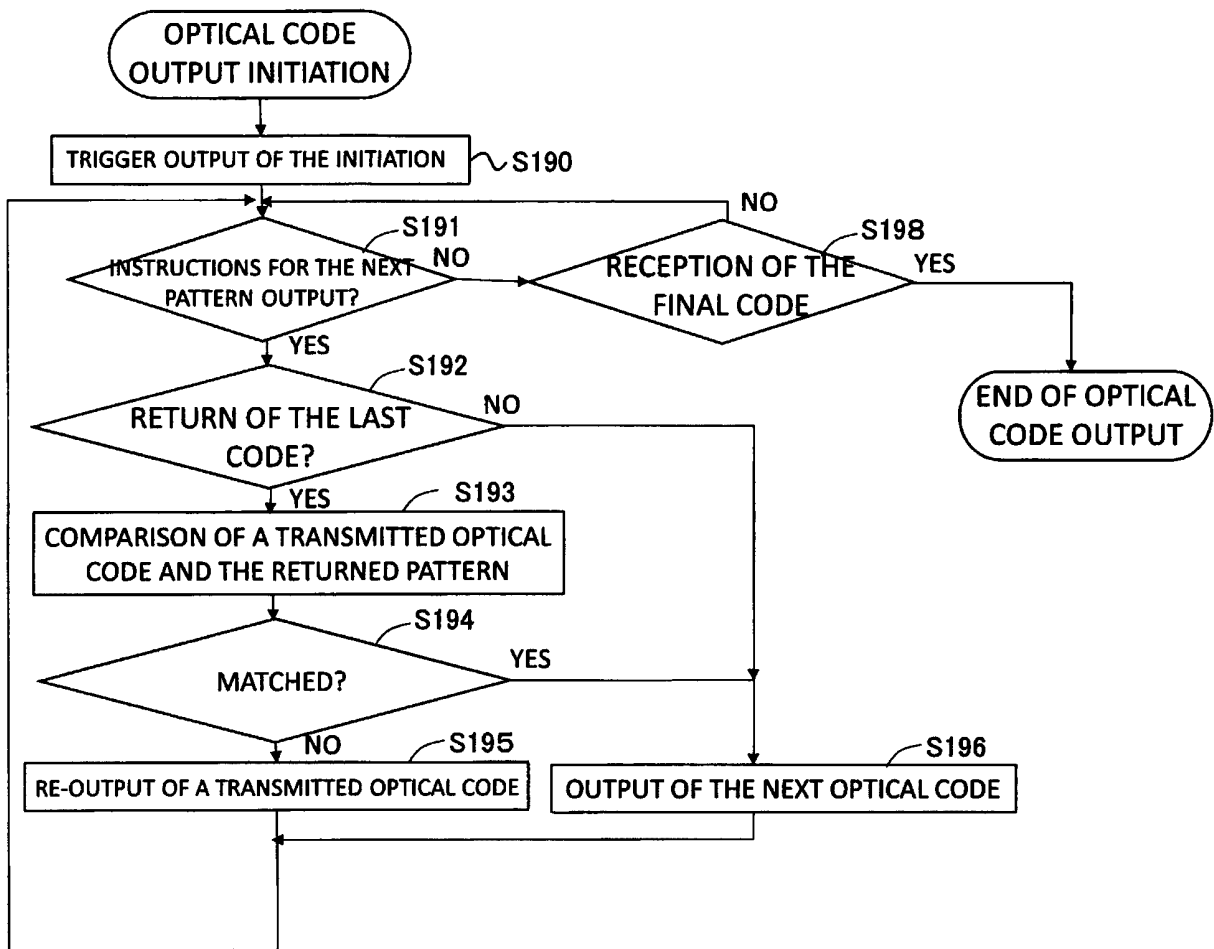 OPTICAL CODE
OUTPUT INITIATION
TRIGGER OUTPUT OF THE INITIATION
S190
NO
S191
S198
INSTRUCTIONS FOR THE NEXT
PATTERN OUTPUT?
NO
RECEPTION OF THE
FINAL CODE
YES
YES
S192
RETURN OF THE LAST
CODE?
NO
END OF OPTICAL
CODE OUTPUT
YES
S193
COMPARISON OF A TRANSMITTED OPTICAL
CODE AND THE RETURNED PATTERN
S194
MATCHED?
YES
NO
S195
S196
RE-OUTPUT OF A TRANSMITTED OPTICAL CODE
OUTPUT OF THE NEXT OPTICAL CODE